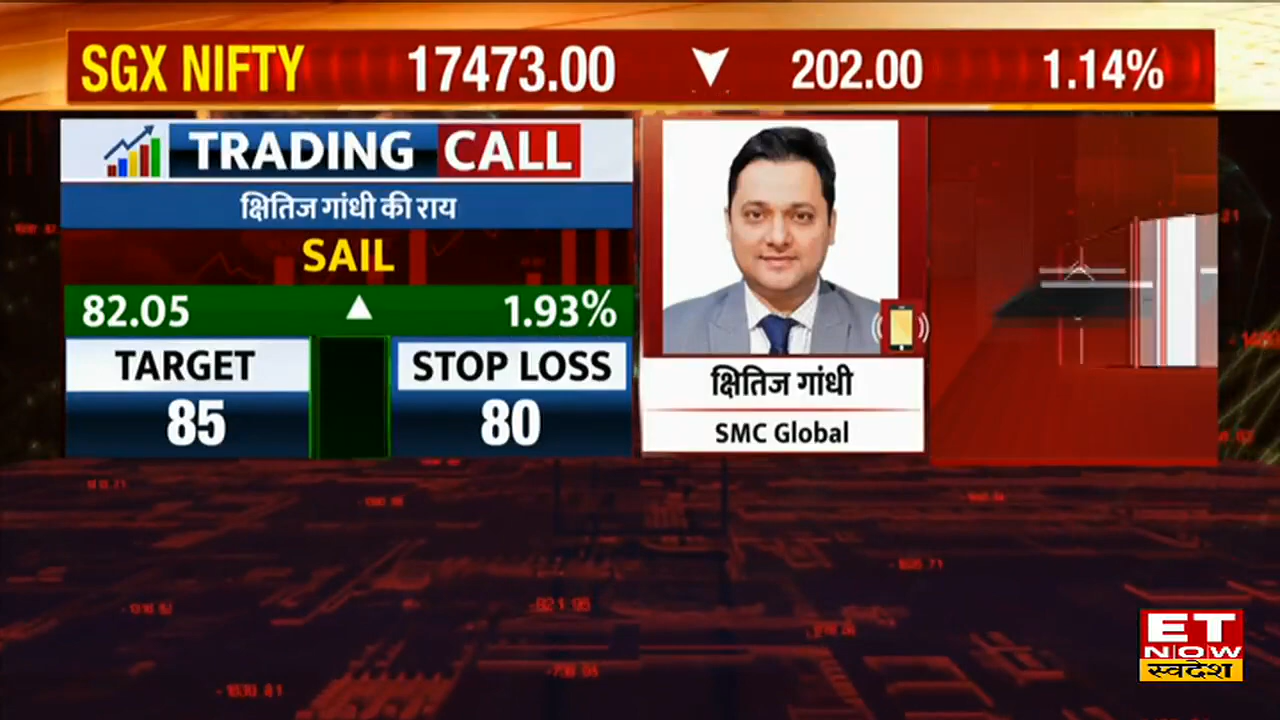 SGX NIFTY 17473.00 ▼ 202.00 1.14%
TRADING CALL
क्षितिज गांधी की राय
SAIL
82.05 ▲ 1.93%
TARGET
85
STOP LOSS
80
क्षितिज गांधी
SMC Global
ET
NOW
स्वदेश